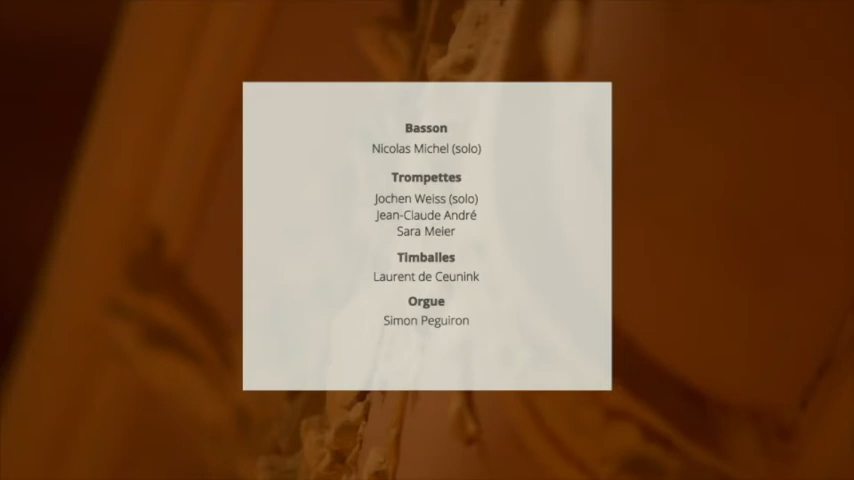 Basson
Nicolas Michel (solo)
Trompettes
Jochen Weiss (solo)
Jean-Claude André
Sara Meier
Timballes
Laurent de Ceunink
Orgue
Simon Peguiron